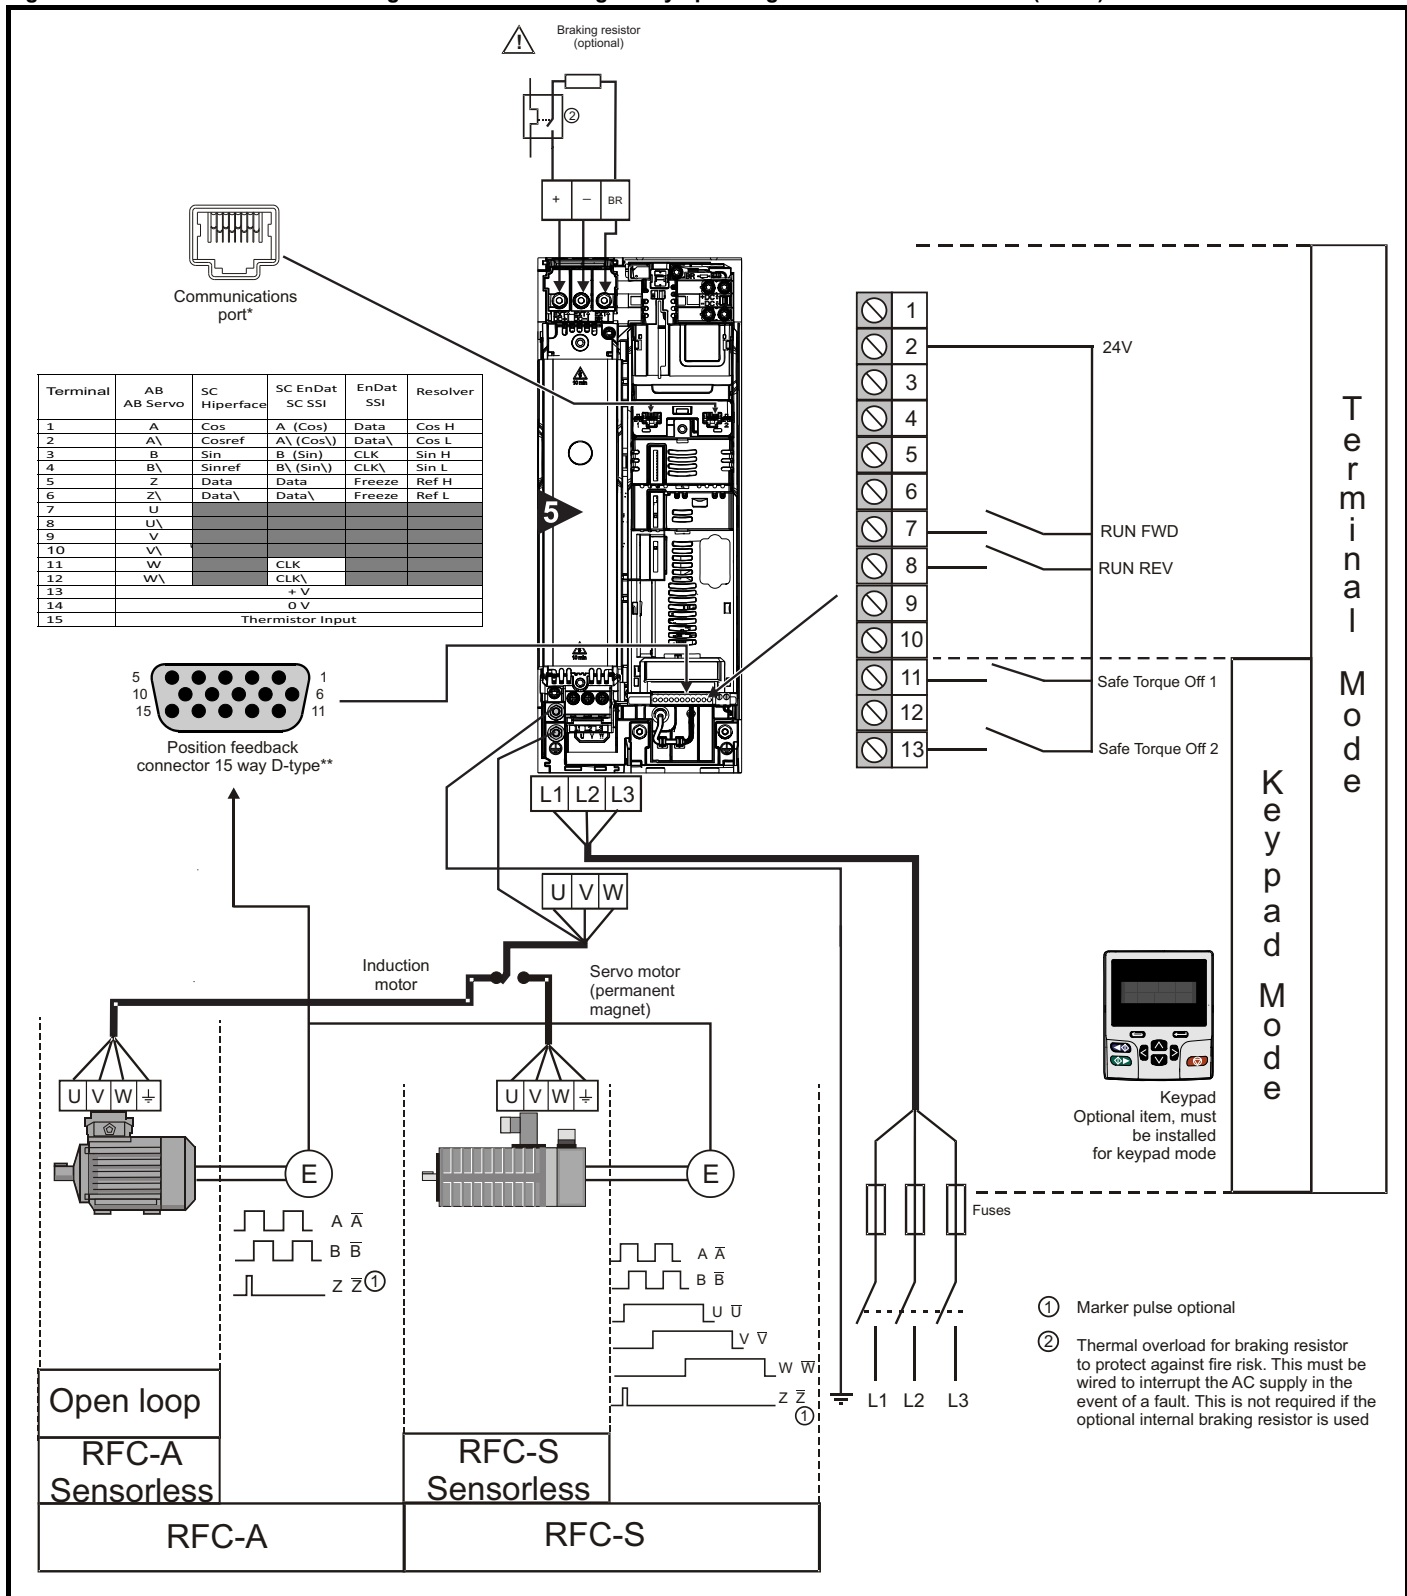 Braking resistor
(optional)
2
+ – BR
Communications
port*
Terminal AB AB Servo SC Hiperface SC EnDat SC SSI EnDat SSI Resolver
1 A Cos A (Cos) Data Cos H
2 A\ Cosref A\ (Cos\) Data\ Cos L
3 B Sin B (Sin) CLK Sin H
4 B\ Sinref B\ (Sin\) CLK\ Sin L
5 Z Data Data Freeze Ref H
6 Z\ Data\ Data\ Freeze Ref L
7 U
8 U\
9 V
10 V\
11 W CLK
12 W\ CLK\
13 + V
14 0 V
15 Thermistor Input
5
1
2
3
4
5
6
7
8
9
10
11
12
13
24V
RUN FWD
RUN REV
Safe Torque Off 1
Safe Torque Off 2
Terminal Mode
Keypad Mode
5 1
10 6
15 11
Position feedback
connector 15 way D-type**
L1 L2 L3
U V W
Induction
motor
Servo motor
(permanent
magnet)
U V W
U V W
E
E
A A̅
B B̅
Z Z̅ 1
A A̅
B B̅
U U̅
V V̅
W W̅
Z Z̅
1
Keypad
Optional item, must
be installed
for keypad mode
Fuses
L1 L2 L3
1 Marker pulse optional
2 Thermal overload for braking resistor
to protect against fire risk. This must be
wired to interrupt the AC supply in the
event of a fault. This is not required if the
optional internal braking resistor is used
Open loop
RFC-A
Sensorless
RFC-S
Sensorless
RFC-A
RFC-S